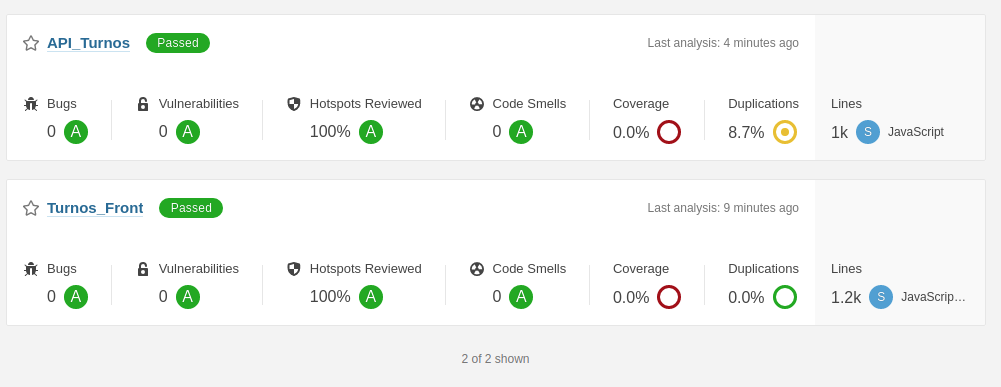 API_Turnos Passed Last analysis: 4 minutes ago
Bugs Vulnerabilities Hotspots Reviewed Code Smells Coverage Duplications Lines
0 A 0 A 100% A 0 A 0.0% 8.7% 1k S JavaScript
Turnos_Front Passed Last analysis: 9 minutes ago
Bugs Vulnerabilities Hotspots Reviewed Code Smells Coverage Duplications Lines
0 A 0 A 100% A 0 A 0.0% 0.0% 1.2k S JavaScrip…
2 of 2 shown